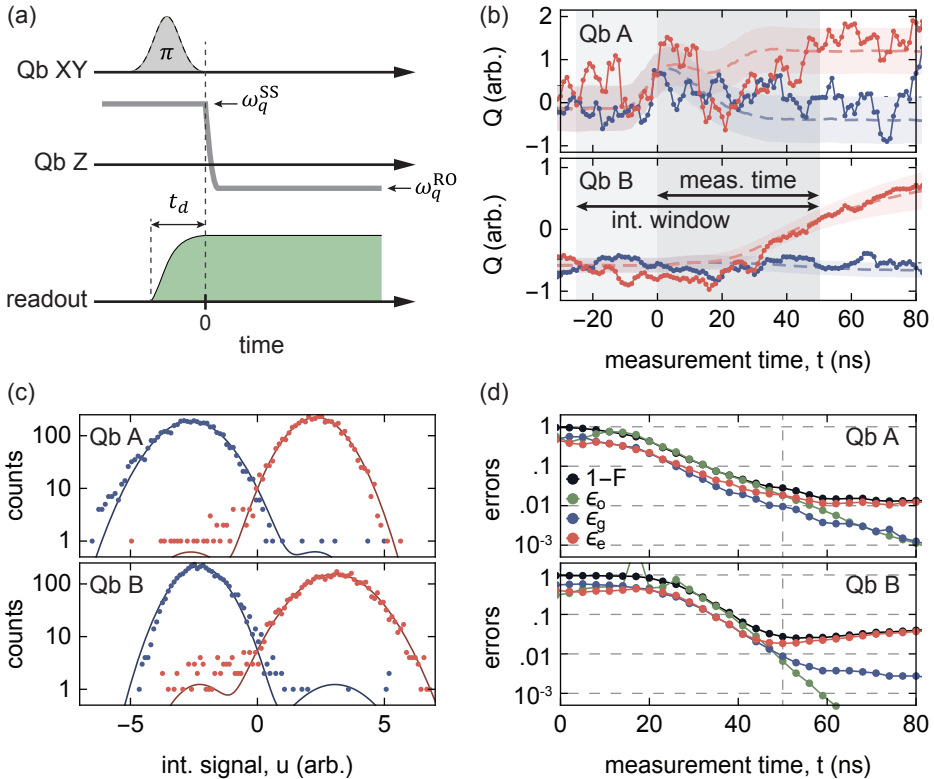 (a)
Qb XY
π
ω_q^SS
Qb Z
ω_q^RO
t_d
readout
0
time
(b)
Qb A
Q (arb.)
2
1
0
−1
Qb B
meas. time
int. window
Q (arb.)
1
0
−1
−20 0 20 40 60 80
measurement time, t (ns)
(c)
Qb A
counts
100
10
1
Qb B
counts
100
10
1
−5 0 5
int. signal, u (arb.)
(d)
Qb A
errors
1
.1
.01
10⁻³
1−F
ϵ_o
ϵ_g
ϵ_e
Qb B
errors
1
.1
.01
10⁻³
0 20 40 60 80
measurement time, t (ns)